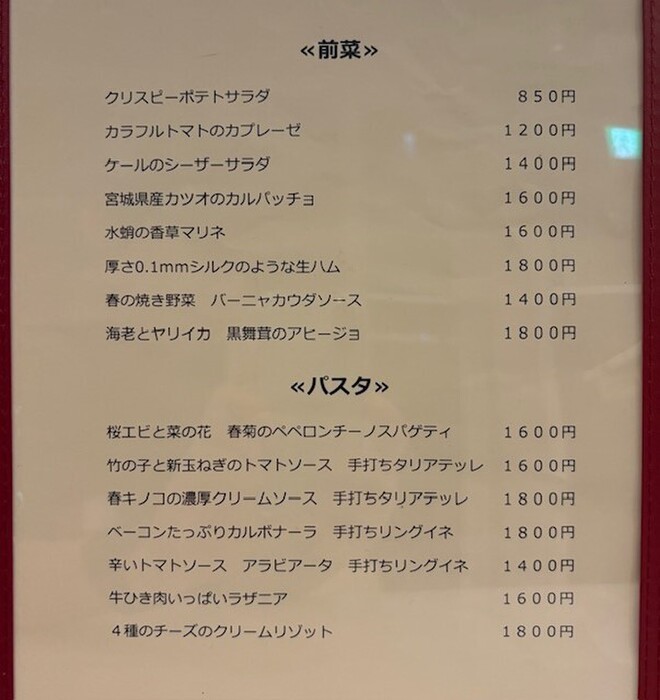 ≪前菜≫
クリスピーポテトサラダ　８５０円
カラフルトマトのカプレーゼ　１２００円
ケールのシーザーサラダ　１４００円
宮城県産カツオのカルパッチョ　１６００円
水蛸の香草マリネ　１６００円
厚さ0.1mmシルクのような生ハム　１８００円
春の焼き野菜　バーニャカウダソース　１４００円
海老とヤリイカ　黒舞茸のアヒージョ　１８００円
≪パスタ≫
桜エビと菜の花　春菊のペペロンチーノスパゲティ　１６００円
竹の子と新玉ねぎのトマトソース　手打ちタリアテッレ　１６００円
春キノコの濃厚クリームソース　手打ちタリアテッレ　１８００円
ベーコンたっぷりカルボナーラ　手打ちリングイネ　１８００円
辛いトマトソース　アラビアータ　手打ちリングイネ　１４００円
牛ひき肉いっぱいラザニア　１６００円
４種のチーズのクリームリゾット　１８００円